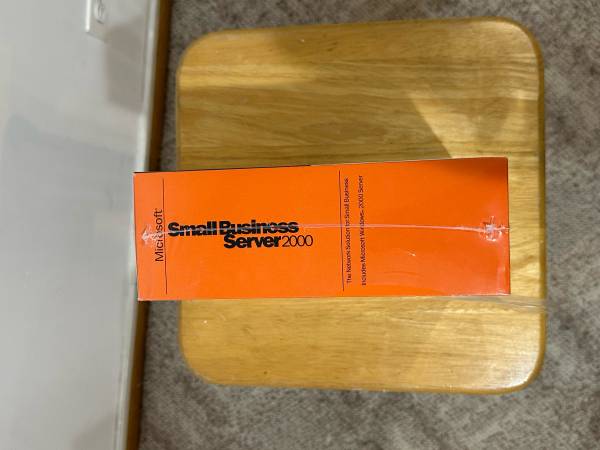 Microsoft®
Small Business
Server 2000
The Network Solution for Small Business
Includes Microsoft Windows® 2000 Server